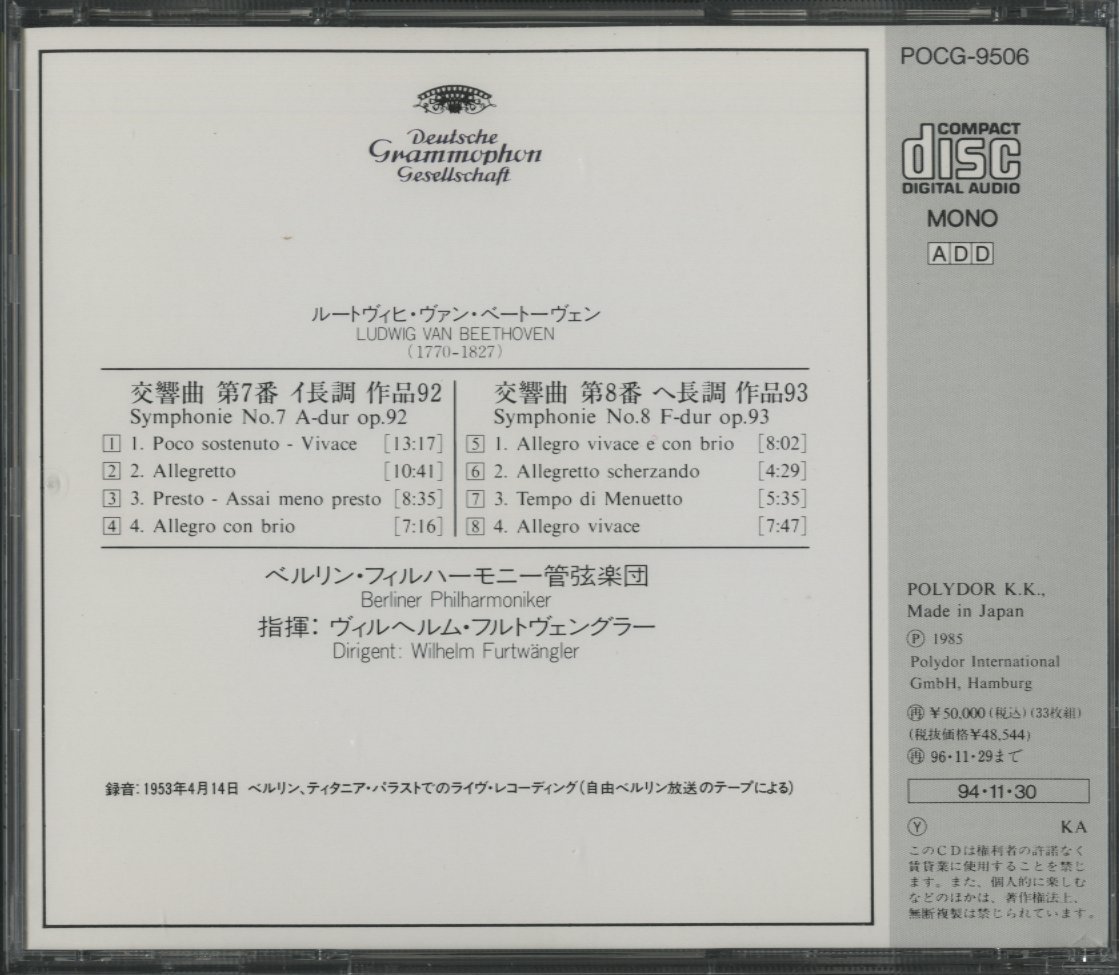 Deutsche
Grammophon
Gesellschaft
ルートヴィヒ・ヴァン・ベートーヴェン
LUDWIG VAN BEETHOVEN
(1770-1827)
交響曲 第7番 イ長調 作品92
Symphonie No.7 A-dur op.92
1 1. Poco sostenuto - Vivace [13:17]
2 2. Allegretto [10:41]
3 3. Presto - Assai meno presto [8:35]
4 4. Allegro con brio [7:16]
交響曲 第8番 ヘ長調 作品93
Symphonie No.8 F-dur op.93
5 1. Allegro vivace e con brio [8:02]
6 2. Allegretto scherzando [4:29]
7 3. Tempo di Menuetto [5:35]
8 4. Allegro vivace [7:47]
ベルリン・フィルハーモニー管弦楽団
Berliner Philharmoniker
指揮: ヴィルヘルム・フルトヴェングラー
Dirigent: Wilhelm Furtwängler
録音:1953年4月14日 ベルリン、ティタニア・パラストでのライヴ・レコーディング(自由ベルリン放送のテープによる)
POCG-9506
COMPACT
disc
DIGITAL AUDIO
MONO
ADD
POLYDOR K.K.,
Made in Japan
Ⓟ 1985
Polydor International
GmbH, Hamburg
再 ¥50,000(税込)(33枚組)
(税抜価格¥48,544)
再 96・11・29まで
94・11・30
Ⓨ KA
このCDは権利者の許諾なく
賃貸業に使用することを禁じ
ます。また、個人的に楽しむ
などのほかは、著作権法上、
無断複製は禁じられています。